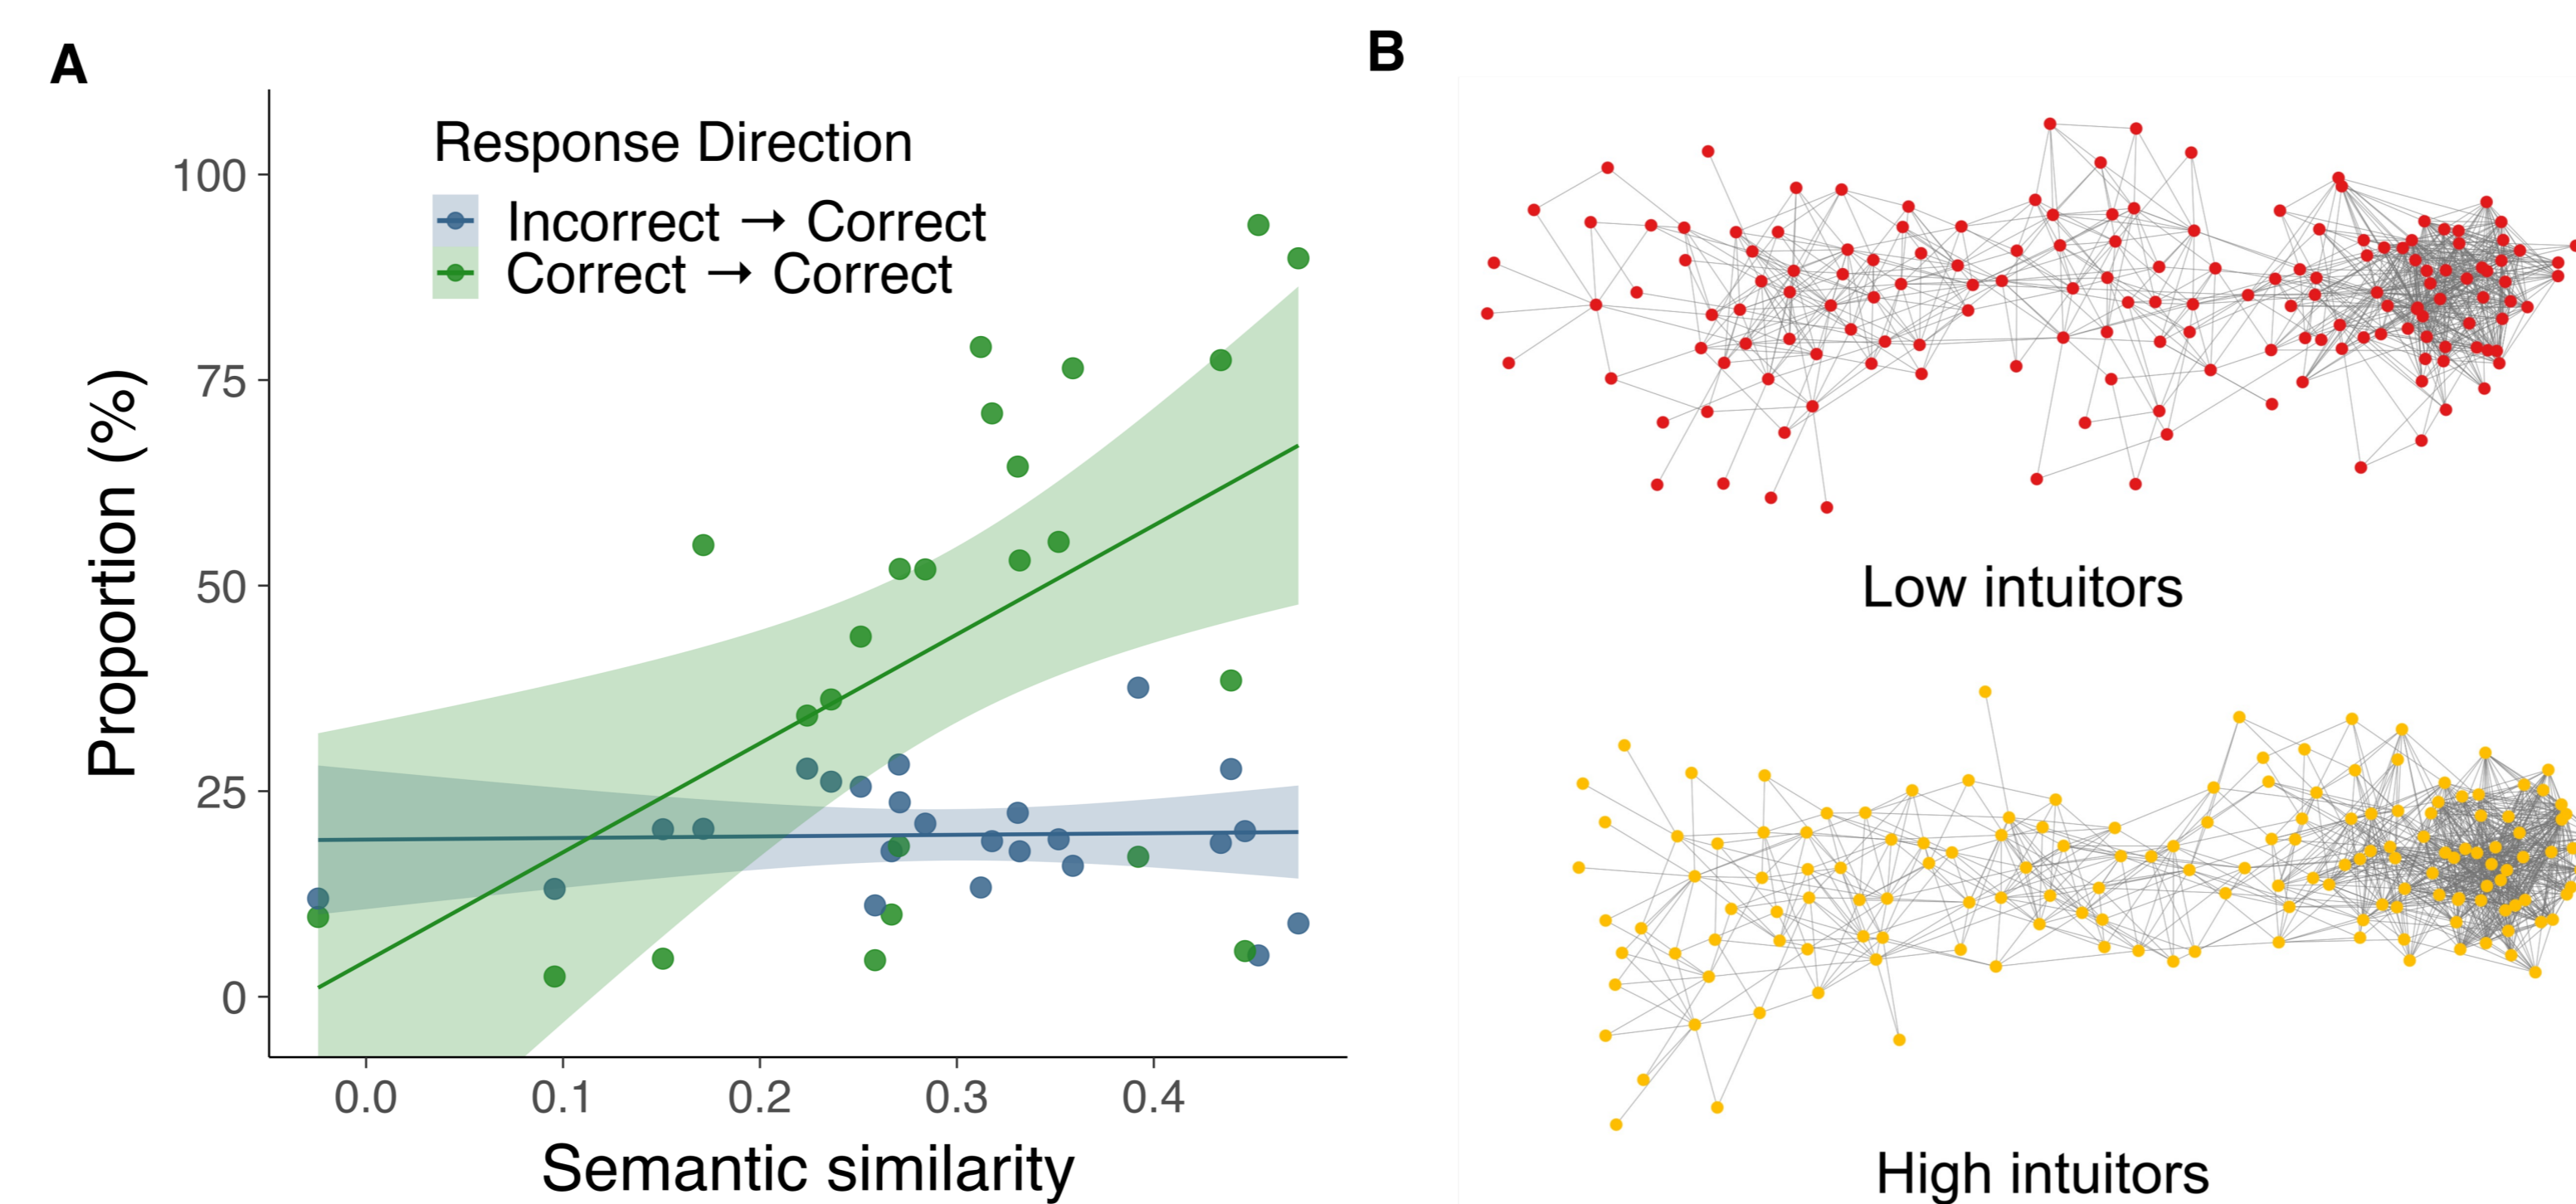 A
Response Direction
Incorrect → Correct
Correct → Correct
Proportion (%)
100
75
50
25
0
0.0 0.1 0.2 0.3 0.4
Semantic similarity
B
Low intuitors
High intuitors